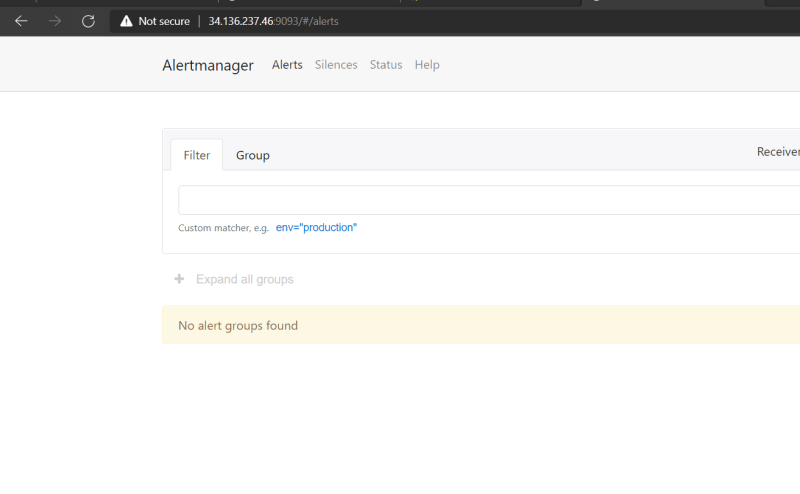 Not secure | 34.136.237.46:9093/#/alerts
Alertmanager Alerts Silences Status Help
Filter Group Receiver
Custom matcher, e.g. env="production"
+ Expand all groups
No alert groups found